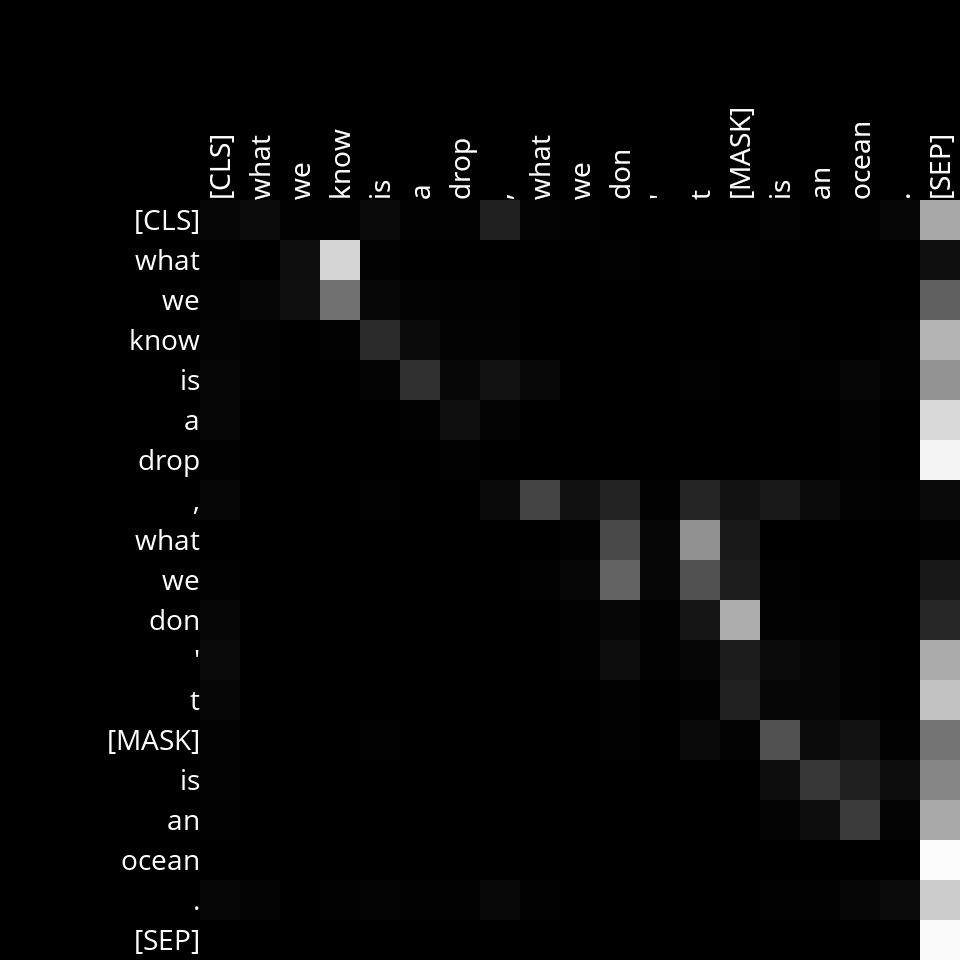 [CLS] what we know is a drop , what we don ' t [MASK] is an ocean . [SEP]
[CLS]
what
we
know
is
a
drop
,
what
we
don
'
t
[MASK]
is
an
ocean
.
[SEP]